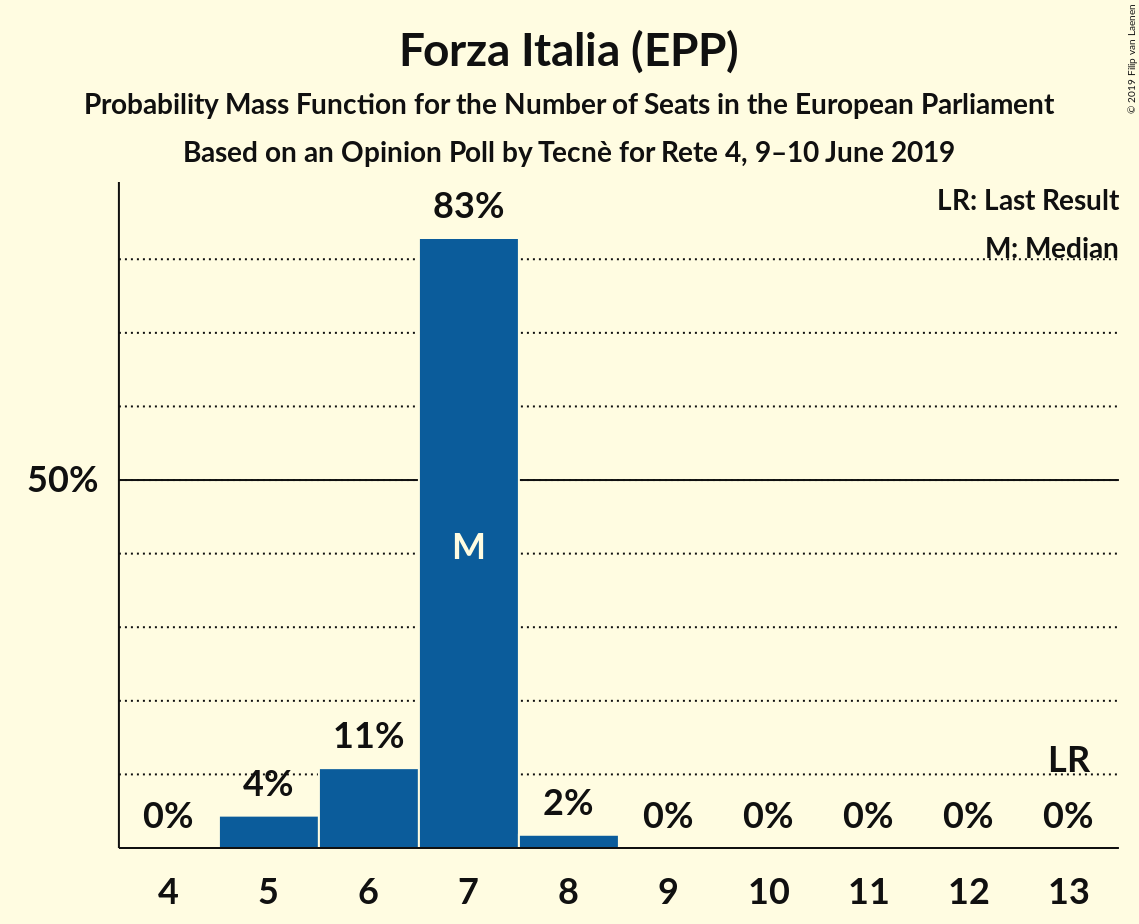 Forza Italia (EPP)
Probability Mass Function for the Number of Seats in the European Parliament
Based on an Opinion Poll by Tecnè for Rete 4, 9–10 June 2019
© 2019 Filip van Laenen
LR: Last Result
M: Median
83%
50%
M
11%
LR
4%
2%
0% 0% 0% 0% 0% 0%
4 5 6 7 8 9 10 11 12 13